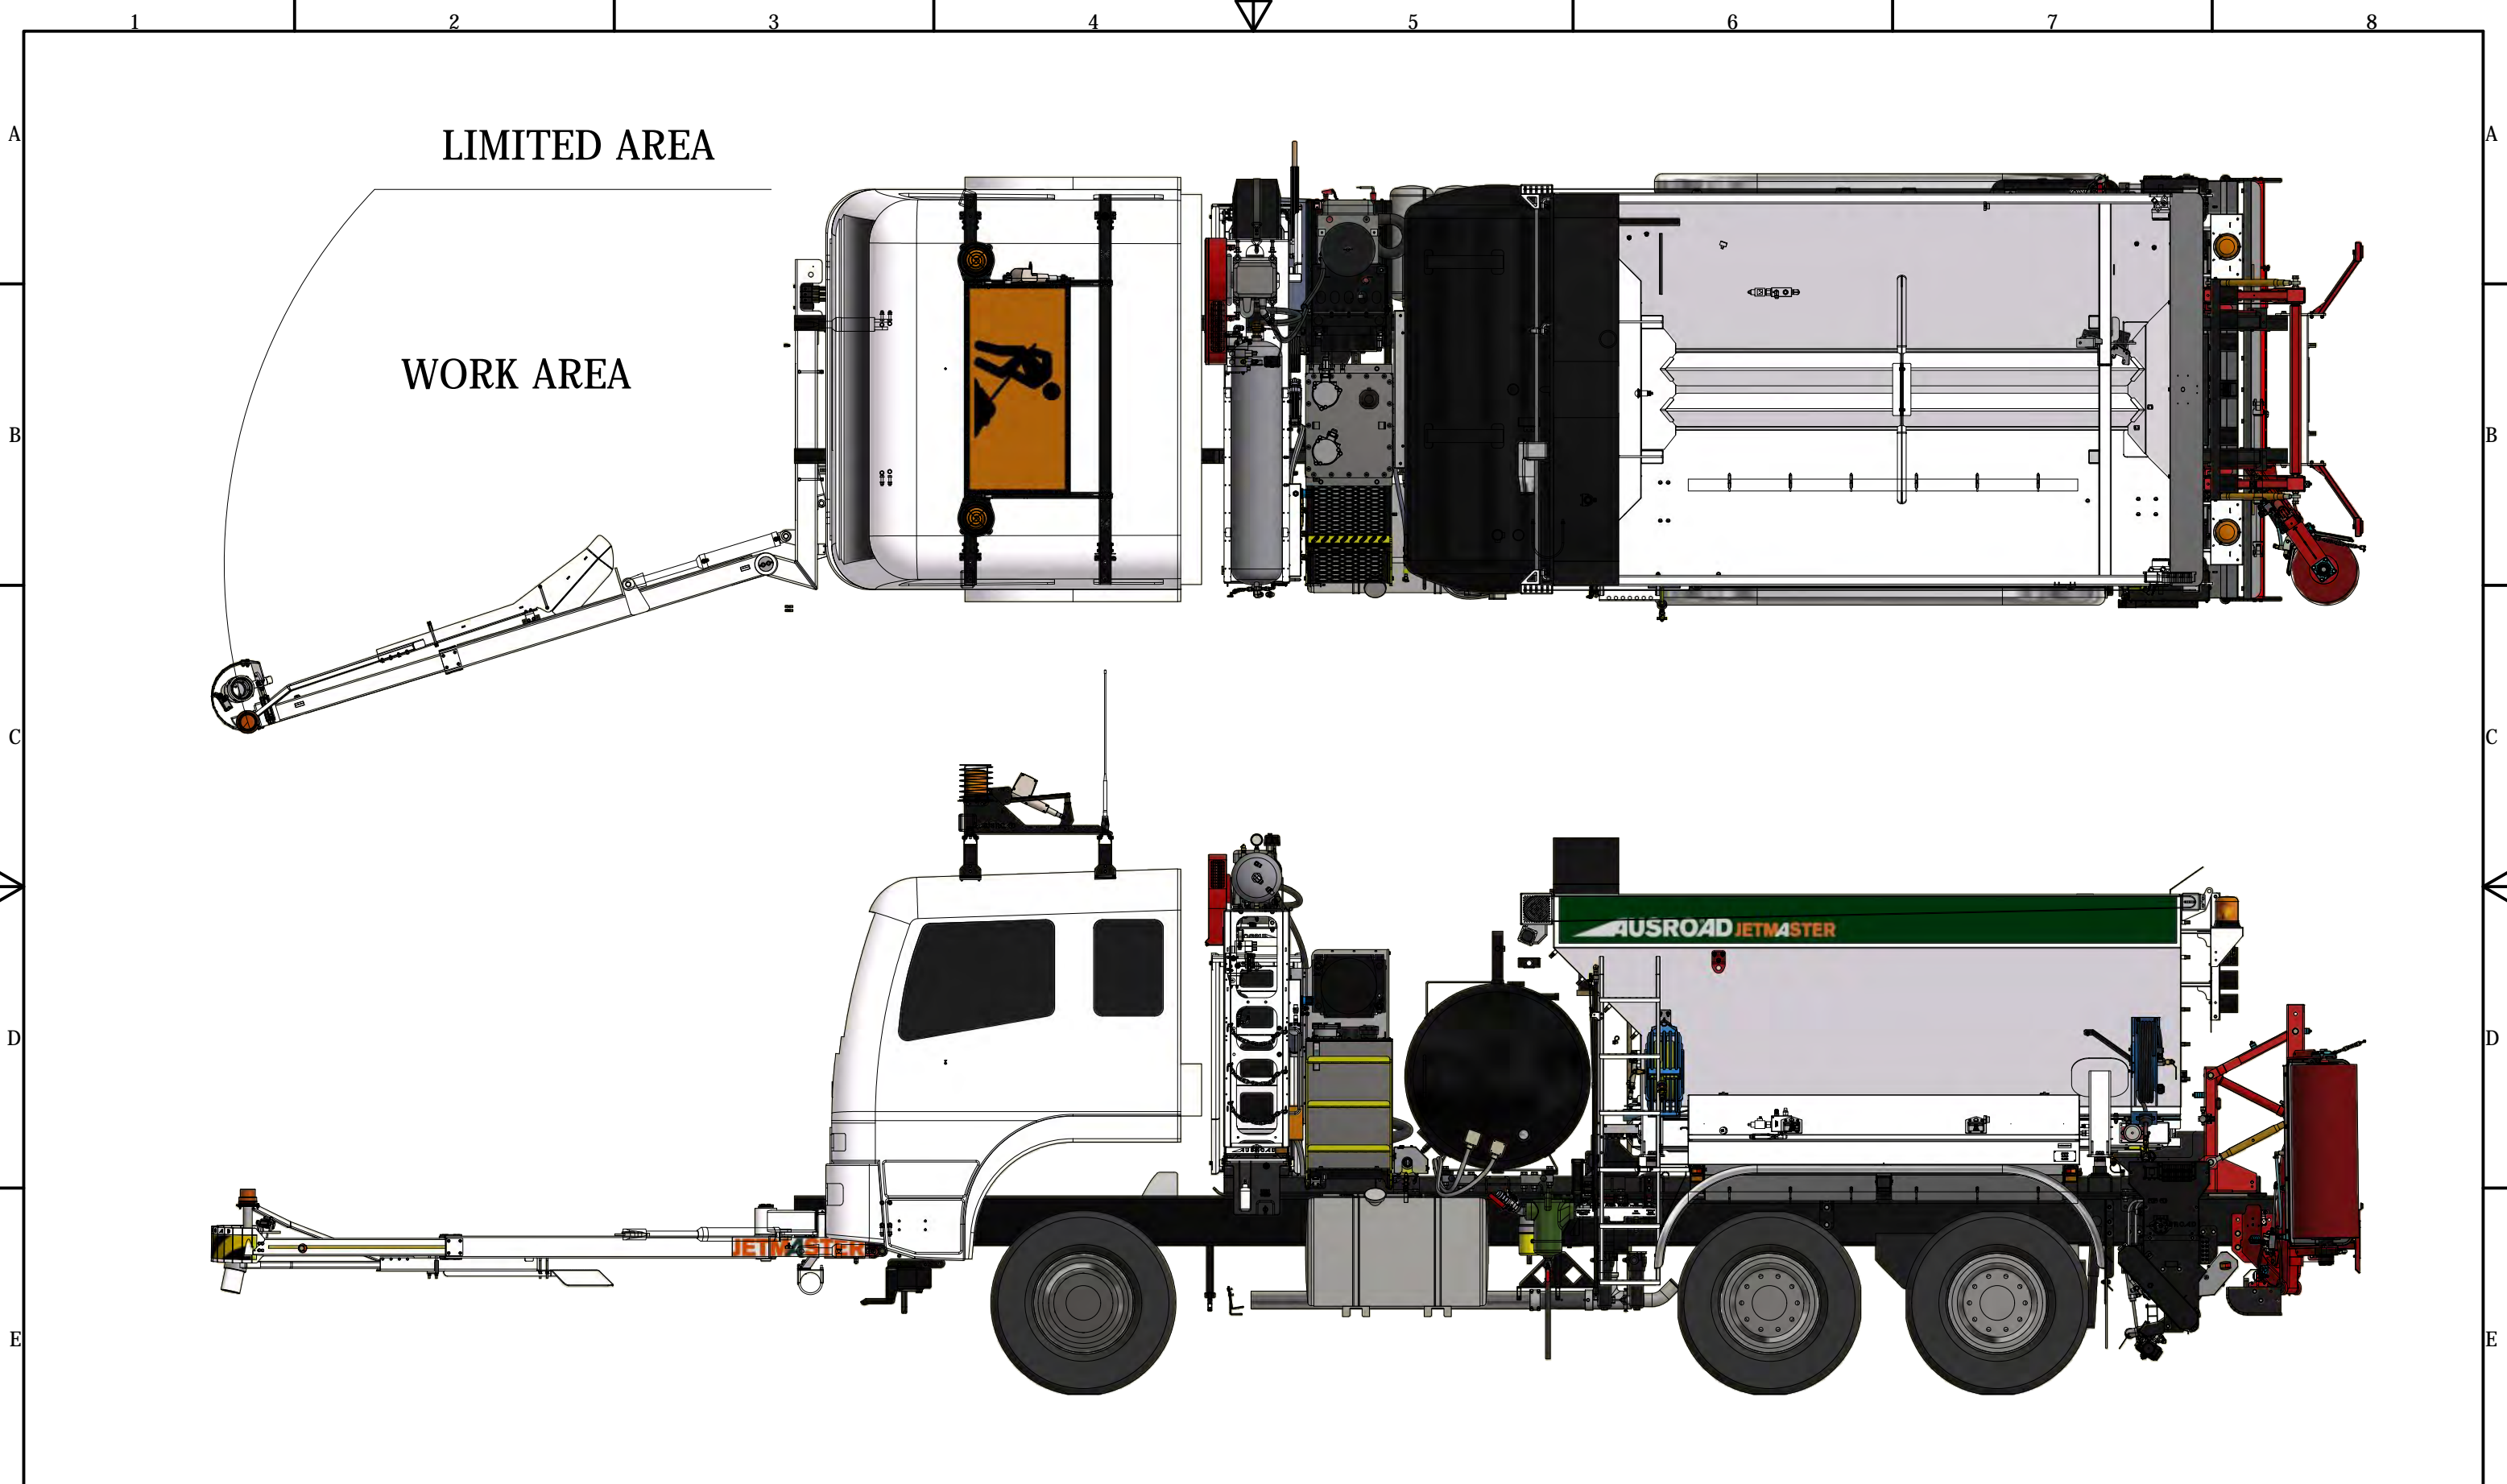 1 2 3 4 5 6 7 8
A A
LIMITED AREA
WORK AREA
B B
C C
AUSROAD JETMASTER
D D
JETMASTER
E E